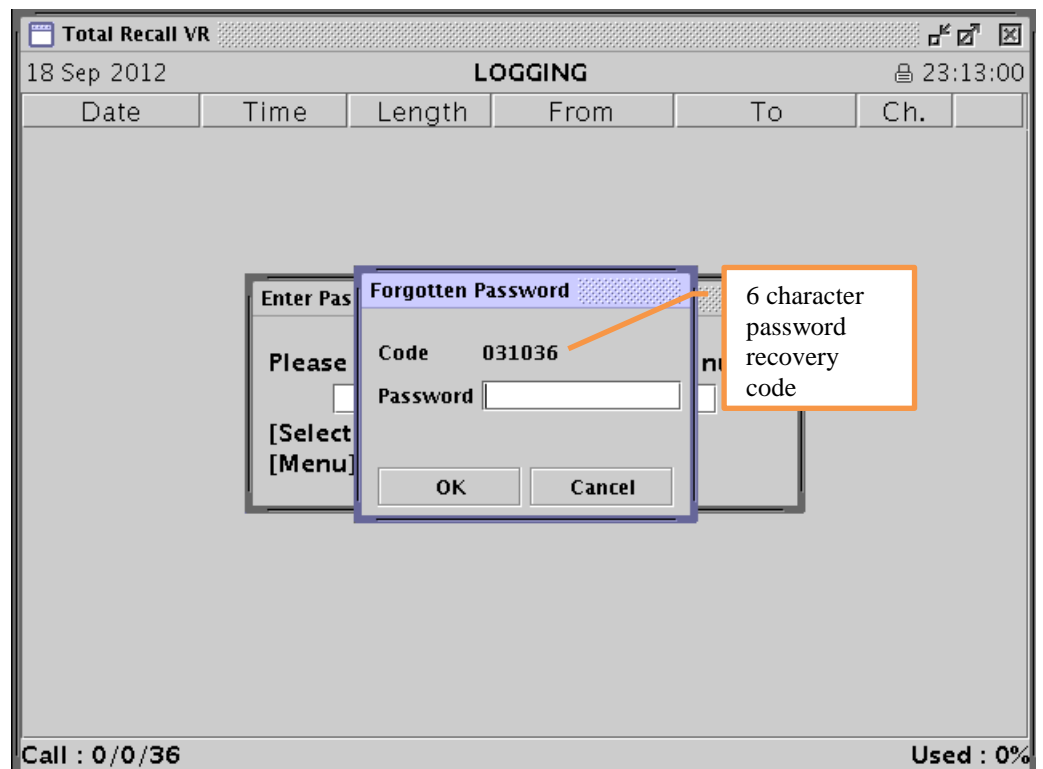 Total Recall VR
18 Sep 2012 LOGGING 23:13:00
Date Time Length From To Ch.
Enter Pas
Forgotten Password
Please
Code 031036
Password
[Select
[Menu]
OK Cancel
6 character
password
recovery
code
Call : 0/0/36 Used : 0%